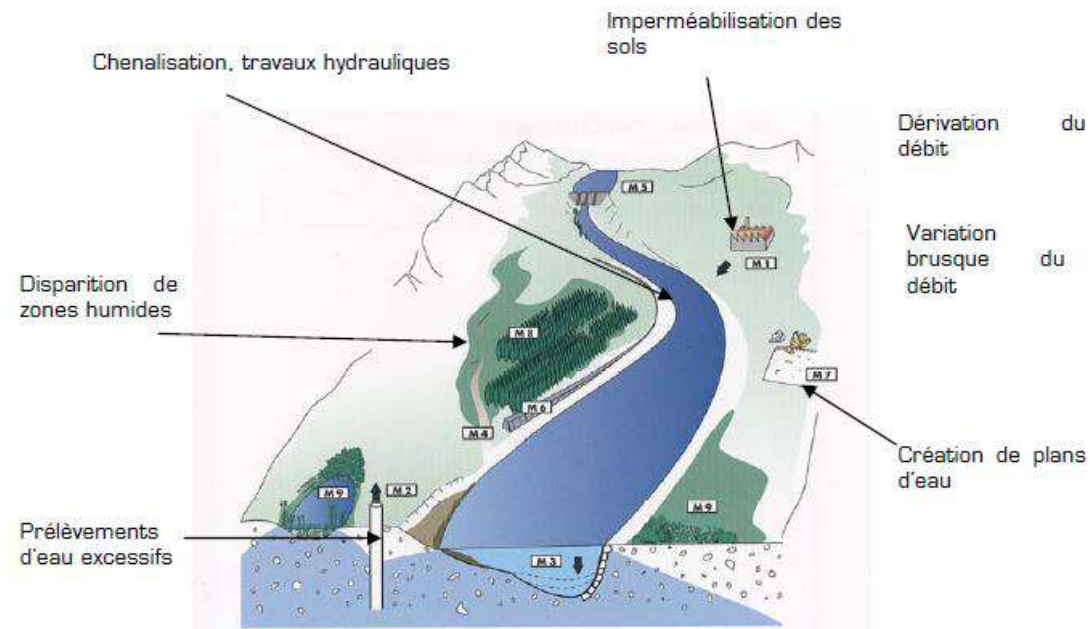 Imperméabilisation des
sols
Chenalisation, travaux hydrauliques
Dérivation du
débit
M5
Variation
brusque du
débit
M1
Disparition de
zones humides
M8
M7
M6
M4
Création de plans
d'eau
M9
M2
M9
Prélèvements
d'eau excessifs
M3